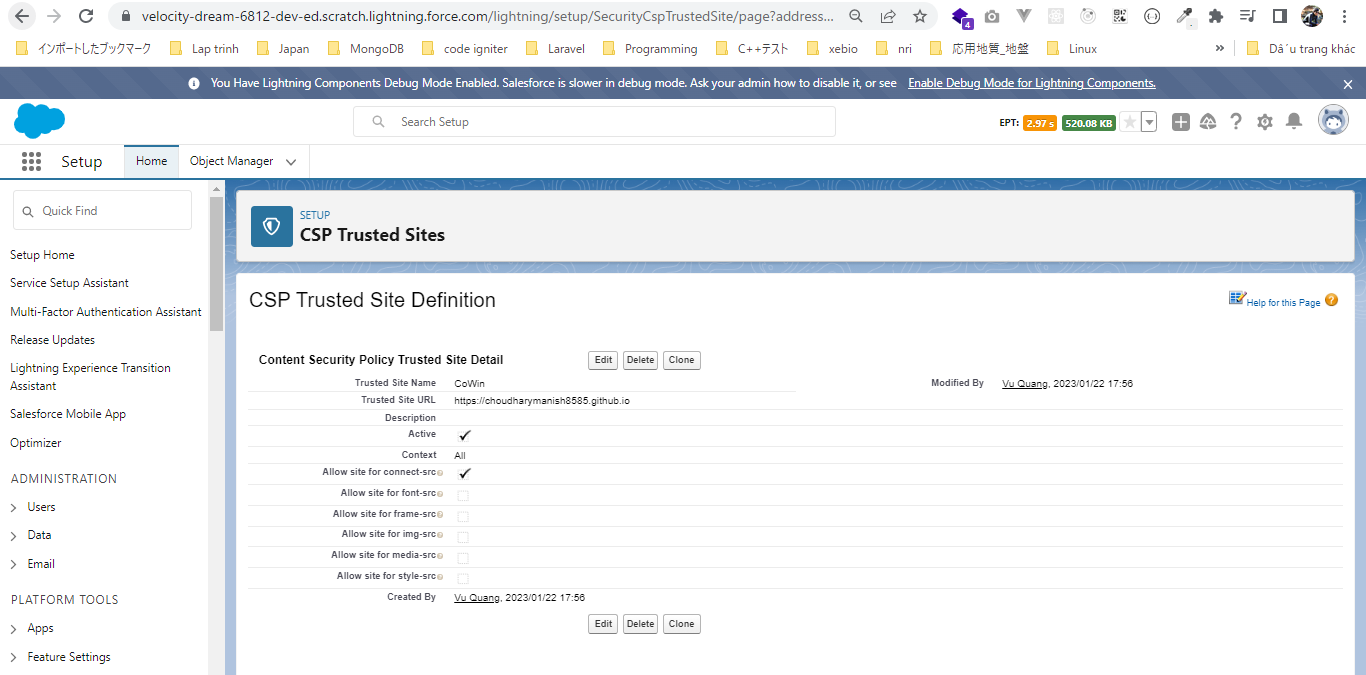 velocity-dream-6812-dev-ed.scratch.lightning.force.com/lightning/setup/SecurityCspTrustedSite/page?address...
4
インポートしたブックマーク Lap trinh Japan MongoDB code igniter Laravel Programming C++テスト xebio nri 応用地質_地盤 Linux » Dấu trang khác
You Have Lightning Components Debug Mode Enabled. Salesforce is slower in debug mode. Ask your admin how to disable it, or see Enable Debug Mode for Lightning Components.
Search Setup
EPT: 2.97 s 520.08 KB
Setup Home Object Manager
Quick Find
Setup Home
Service Setup Assistant
Multi-Factor Authentication Assistant
Release Updates
Lightning Experience Transition
Assistant
Salesforce Mobile App
Optimizer
ADMINISTRATION
Users
Data
Email
PLATFORM TOOLS
Apps
Feature Settings
SETUP
CSP Trusted Sites
CSP Trusted Site Definition
Help for this Page
Content Security Policy Trusted Site Detail Edit Delete Clone
Trusted Site Name CoWin Modified By Vu Quang, 2023/01/22 17:56
Trusted Site URL https://choudharymanish8585.github.io
Description
Active
Context All
Allow site for connect-src
Allow site for font-src
Allow site for frame-src
Allow site for img-src
Allow site for media-src
Allow site for style-src
Created By Vu Quang, 2023/01/22 17:56
Edit Delete Clone